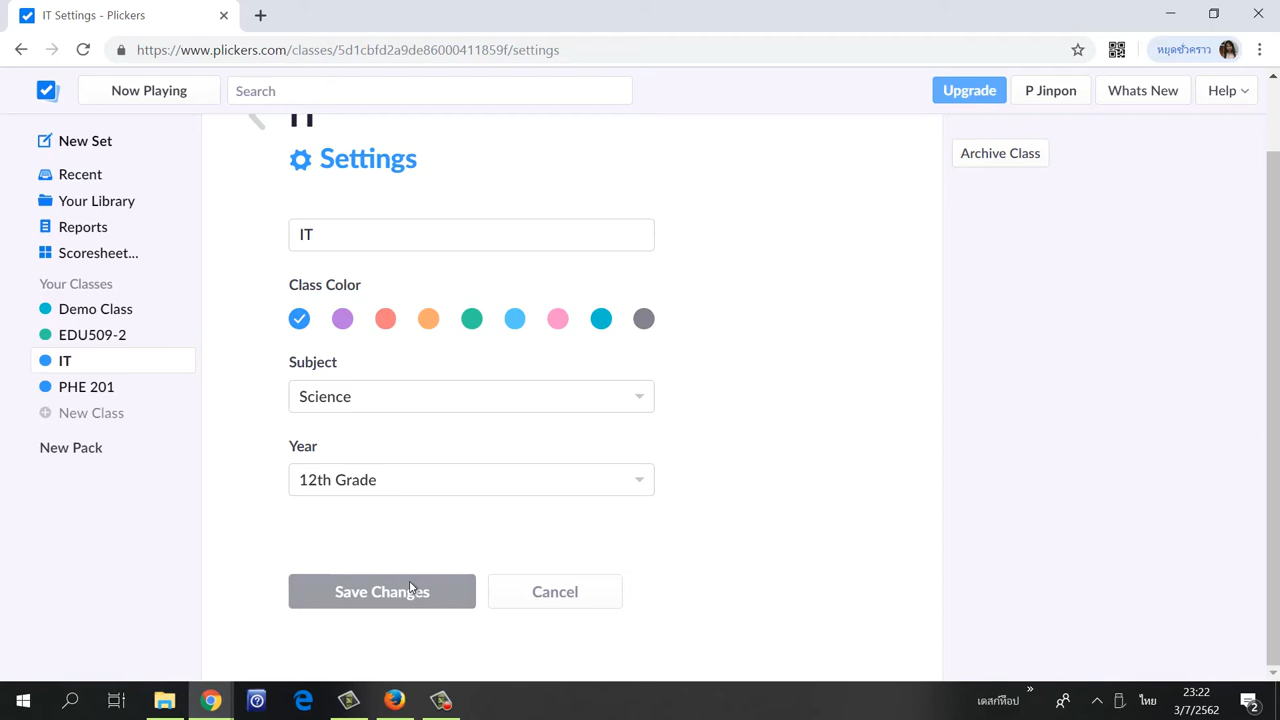 IT Settings - Plickers
https://www.plickers.com/classes/5d1cbfd2a9de86000411859f/settings
หยุดชั่วคราว
Now Playing
Search
Upgrade
P Jinpon
Whats New
Help
New Set
Recent
Your Library
Reports
Scoresheet...
Your Classes
Demo Class
EDU509-2
IT
PHE 201
New Class
New Pack
IT
Settings
IT
Class Color
Subject
Science
Year
12th Grade
Save Changes
Cancel
Archive Class
เดสก์ท็อป
»
ไทย
23:22
3/7/2562
2